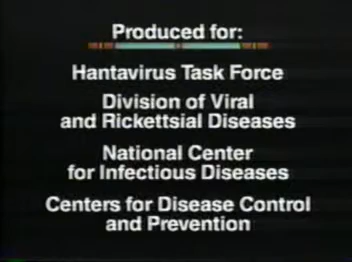 Produced for:
Hantavirus Task Force
Division of Viral
and Rickettsial Diseases
National Center
for Infectious Diseases
Centers for Disease Control
and Prevention